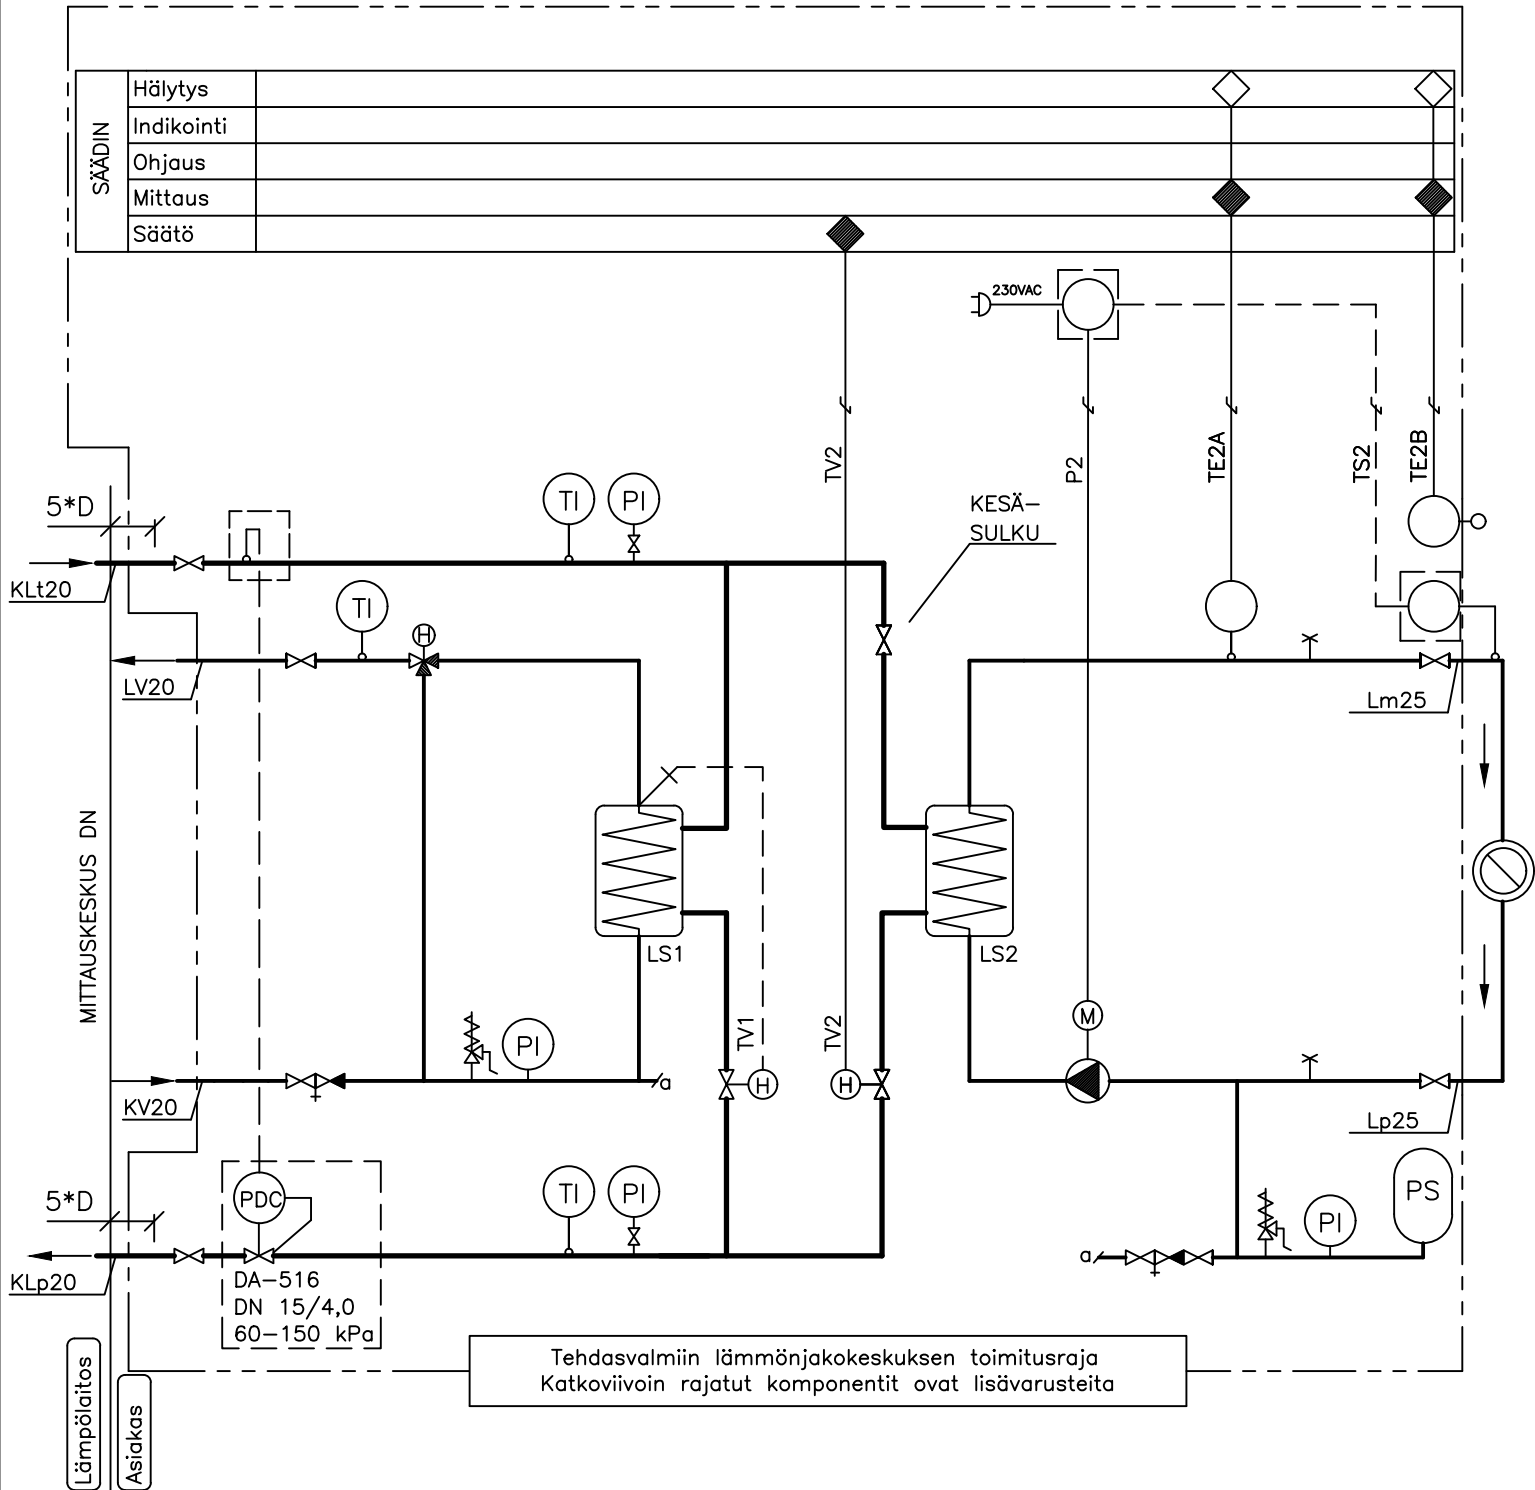 SÄÄDIN
Hälytys
Indikointi
Ohjaus
Mittaus
Säätö
230VAC
TV2
P2
TE2A
TS2
TE2B
5*D
TI
PI
KESÄ-
SULKU
KLt20
TI
H
LV20
Lm25
MITTAUSKESKUS DN
LS1
LS2
PI
TV1
TV2
M
H
H
a
KV20
Lp25
5*D
PDC
TI
PI
PI
PS
a
KLp20
DA-516
DN 15/4,0
60-150 kPa
Tehdasvalmiin lämmönjakokeskuksen toimitusraja
Katkoviivoin rajatut komponentit ovat lisävarusteita
Lämpölaitos
Asiakas